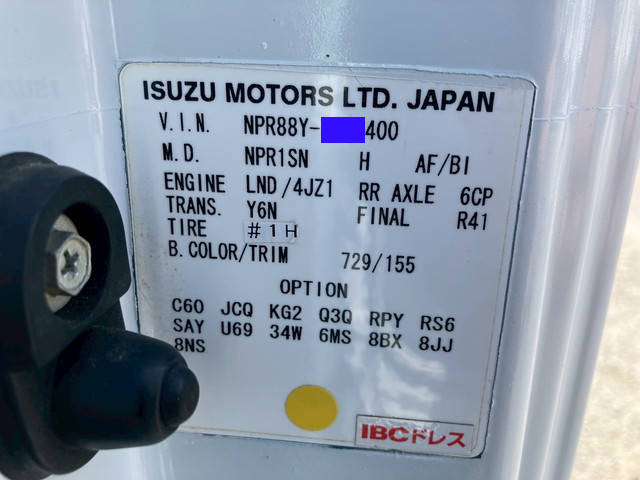 ISUZU MOTORS LTD. JAPAN
V.I.N. NPR88Y- 400
M.D. NPR1SN H AF/BI
ENGINE LND/4JZ1 RR AXLE 6CP
TRANS. Y6N FINAL R41
TIRE #1H
B.COLOR/TRIM 729/155
OPTION
C60 JCQ KG2 Q3Q RPY RS6
SAY U69 34W 6MS 8BX 8JJ
8NS
IBCドレス